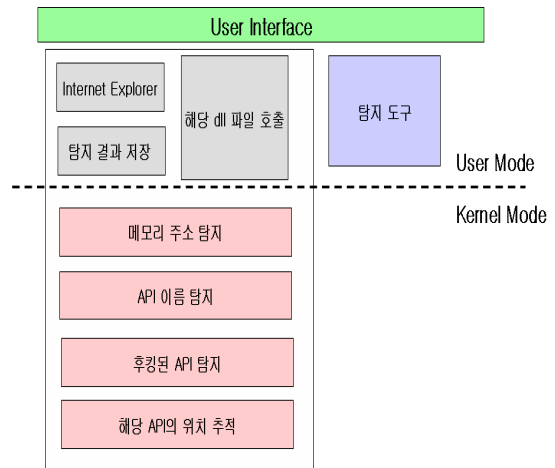 User Interface
Internet Explorer
해당 dll 파일 호출
탐지 도구
탐지 결과 저장
User Mode
Kernel Mode
메모리 주소 탐지
API 이름 탐지
후킹된 API 탐지
해당 API의 위치 추적